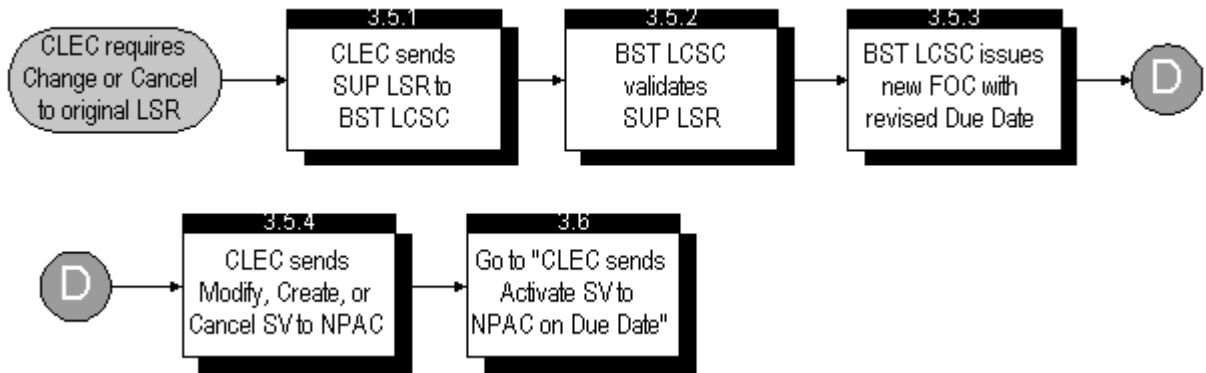 CLEC requires
Change or Cancel
to original LSR
3.5.1
CLEC sends
SUP LSR to
BST LCSC
3.5.2
BST LCSC
validates
SUP LSR
3.5.3
BST LCSC issues
new FOC with
revised Due Date
D
D
3.5.4
CLEC sends
Modify, Create, or
Cancel SV to NPAC
3.6
Go to "CLEC sends
Activate SV to
NPAC on Due Date"